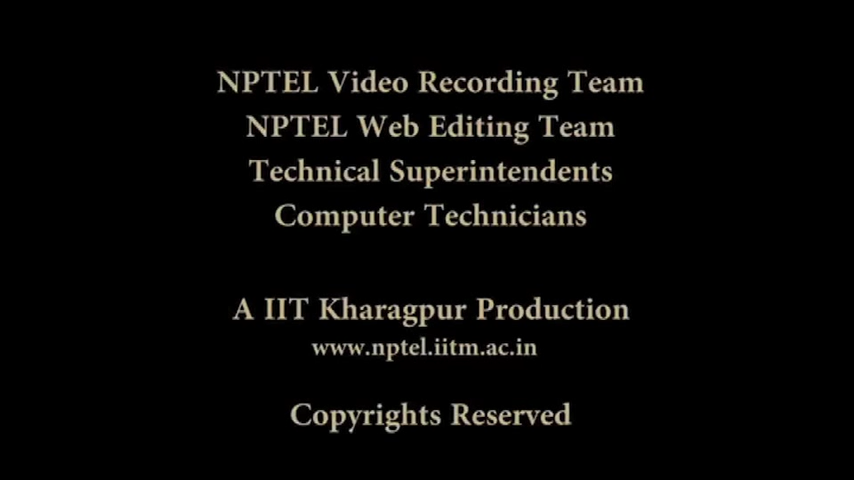 NPTEL Video Recording Team
NPTEL Web Editing Team
Technical Superintendents
Computer Technicians
A IIT Kharagpur Production
www.nptel.iitm.ac.in
Copyrights Reserved